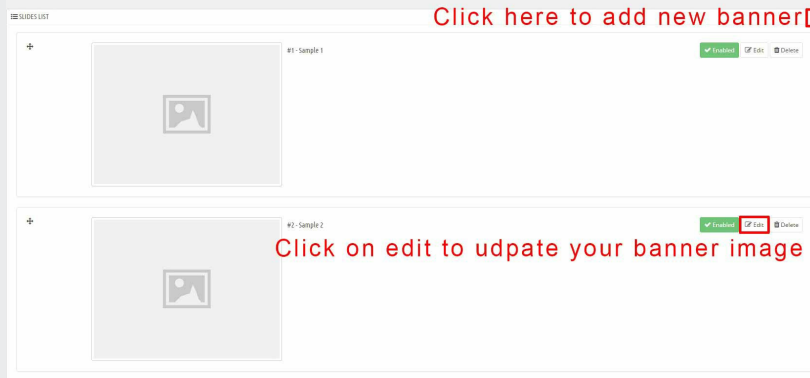 SLIDES LIST
Click here to add new banner
#1 - Sample 1
Enabled Edit Delete
#2 - Sample 2
Enabled Edit Delete
Click on edit to udpate your banner image